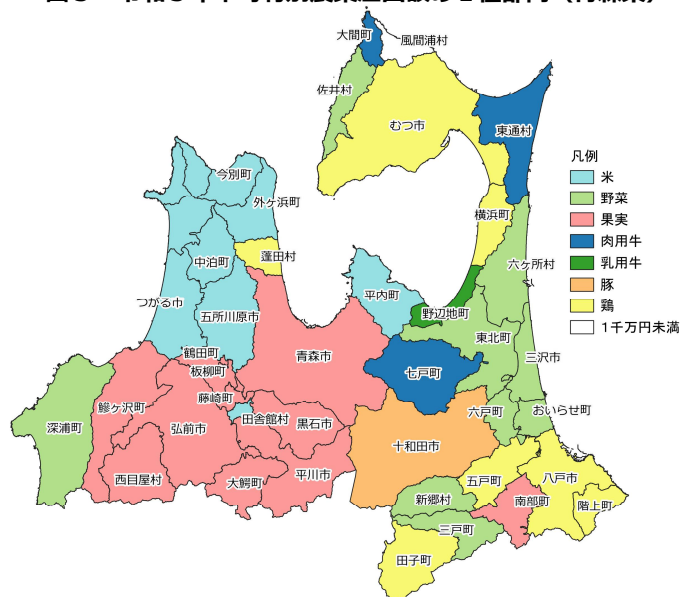 大間町
風間浦村
佐井村
むつ市
東通村
凡例
米
野菜
果実
肉用牛
乳用牛
豚
鶏
1千万円未満
今別町
外ヶ浜町
横浜町
中泊町
蓬田村
六ヶ所村
つがる市
平内町
五所川原市
野辺地町
東北町
鶴田町
青森市
三沢市
板柳町
七戸町
藤崎町
鰺ヶ沢町
田舎館村
黒石市
六戸町
おいらせ町
深浦町
弘前市
十和田市
西目屋村
大鰐町
平川市
五戸町
八戸市
新郷村
南部町
階上町
三戸町
田子町